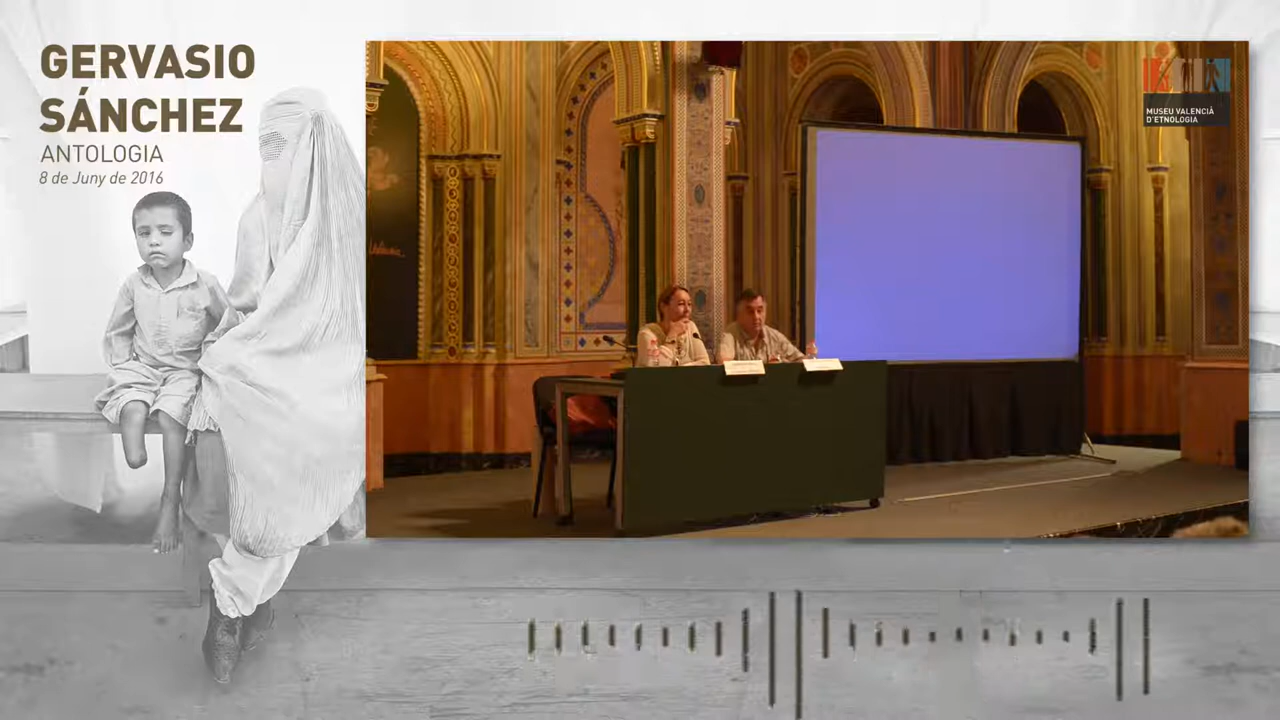 GERVASIO
SÁNCHEZ
ANTOLOGIA
8 de Juny de 2016
MUSEU VALENCIÀ
D'ETNOLOGIA